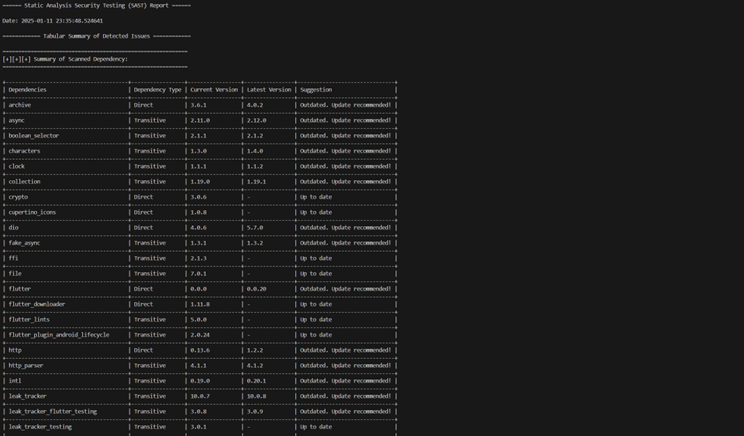 ====== Static Analysis Security Testing (SAST) Report ======
Date: 2025-01-11 23:35:48.524641
============ Tabular Summary of Detected Issues ============
[+][+][+] Summary of Scanned Dependency:
| Dependencies | Dependency Type | Current Version | Latest Version | Suggestion |
| archive | Direct | 3.6.1 | 4.0.2 | Outdated. Update recommended! |
| async | Transitive | 2.11.0 | 2.12.0 | Outdated. Update recommended! |
| boolean_selector | Transitive | 2.1.1 | 2.1.2 | Outdated. Update recommended! |
| characters | Transitive | 1.3.0 | 1.4.0 | Outdated. Update recommended! |
| clock | Transitive | 1.1.1 | 1.1.2 | Outdated. Update recommended! |
| collection | Transitive | 1.19.0 | 1.19.1 | Outdated. Update recommended! |
| crypto | Direct | 3.0.6 | - | Up to date |
| cupertino_icons | Direct | 1.0.8 | - | Up to date |
| dio | Direct | 4.0.6 | 5.7.0 | Outdated. Update recommended! |
| fake_async | Transitive | 1.3.1 | 1.3.2 | Outdated. Update recommended! |
| ffi | Transitive | 2.1.3 | - | Up to date |
| file | Transitive | 7.0.1 | - | Up to date |
| flutter | Direct | 0.0.0 | 0.0.20 | Outdated. Update recommended! |
| flutter_downloader | Direct | 1.11.8 | - | Up to date |
| flutter_lints | Transitive | 5.0.0 | - | Up to date |
| flutter_plugin_android_lifecycle | Transitive | 2.0.24 | - | Up to date |
| http | Direct | 0.13.6 | 1.2.2 | Outdated. Update recommended! |
| http_parser | Transitive | 4.1.1 | 4.1.2 | Outdated. Update recommended! |
| intl | Transitive | 0.19.0 | 0.20.1 | Outdated. Update recommended! |
| leak_tracker | Transitive | 10.0.7 | 10.0.8 | Outdated. Update recommended! |
| leak_tracker_flutter_testing | Transitive | 3.0.8 | 3.0.9 | Outdated. Update recommended! |
| leak_tracker_testing | Transitive | 3.0.1 | - | Up to date |